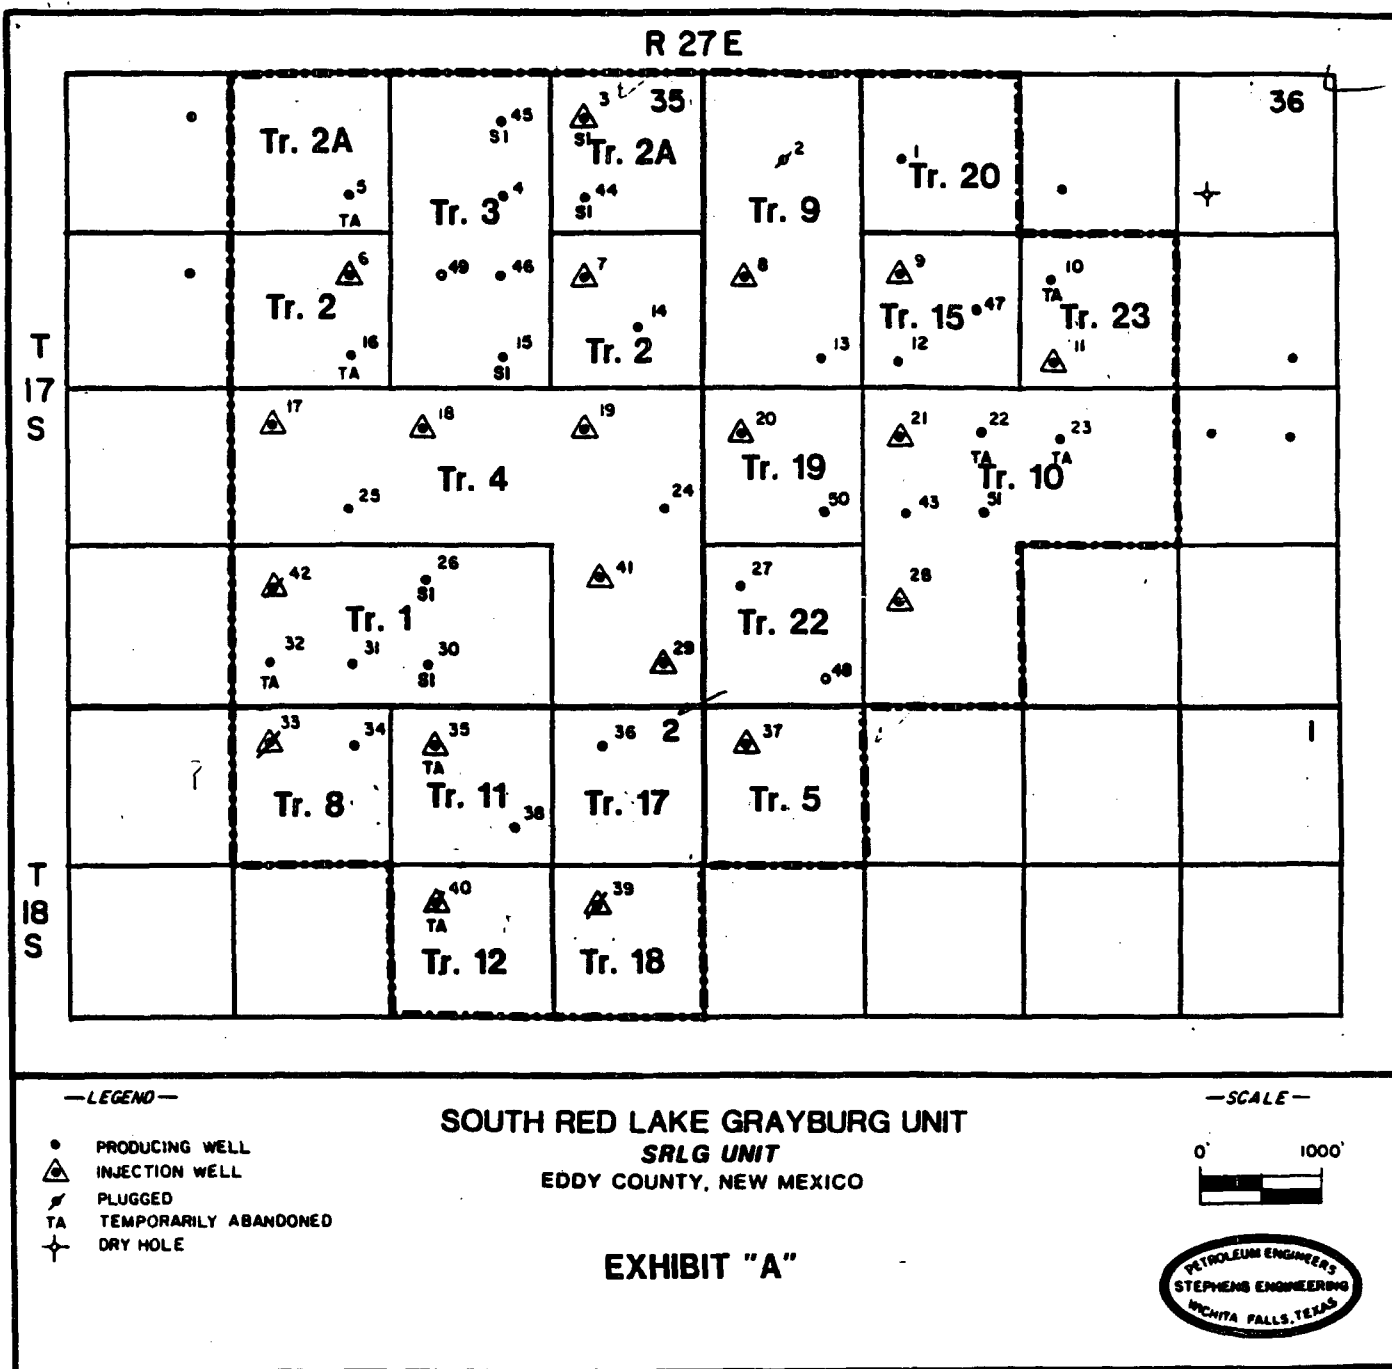 R 27 E
35
36
3
SI
Tr. 2A
45
SI
Tr. 2A
2
1
Tr. 20
5
TA
4
Tr. 3
44
SI
Tr. 9
6
49
46
7
8
9
10
TA
Tr. 2
47
Tr. 15
Tr. 23
14
Tr. 2
16
TA
15
SI
13
12
11
T
17
S
17
18
19
20
21
22
TA
23
TA
Tr. 4
Tr. 19
Tr. 10
25
24
50
43
51
42
26
SI
41
27
28
Tr. 1
Tr. 22
32
TA
31
30
SI
29
48
33
34
35
TA
36
2
37
1
Tr. 8
Tr. 11
Tr. 17
Tr. 5
38
T
18
S
40
TA
39
Tr. 12
Tr. 18
—LEGEND—
PRODUCING WELL
INJECTION WELL
PLUGGED
TA TEMPORARILY ABANDONED
DRY HOLE
SOUTH RED LAKE GRAYBURG UNIT
SRLG UNIT
EDDY COUNTY, NEW MEXICO
EXHIBIT "A"
—SCALE—
0' 1000'
PETROLEUM ENGINEERS
STEPHENS ENGINEERING
WICHITA FALLS, TEXAS